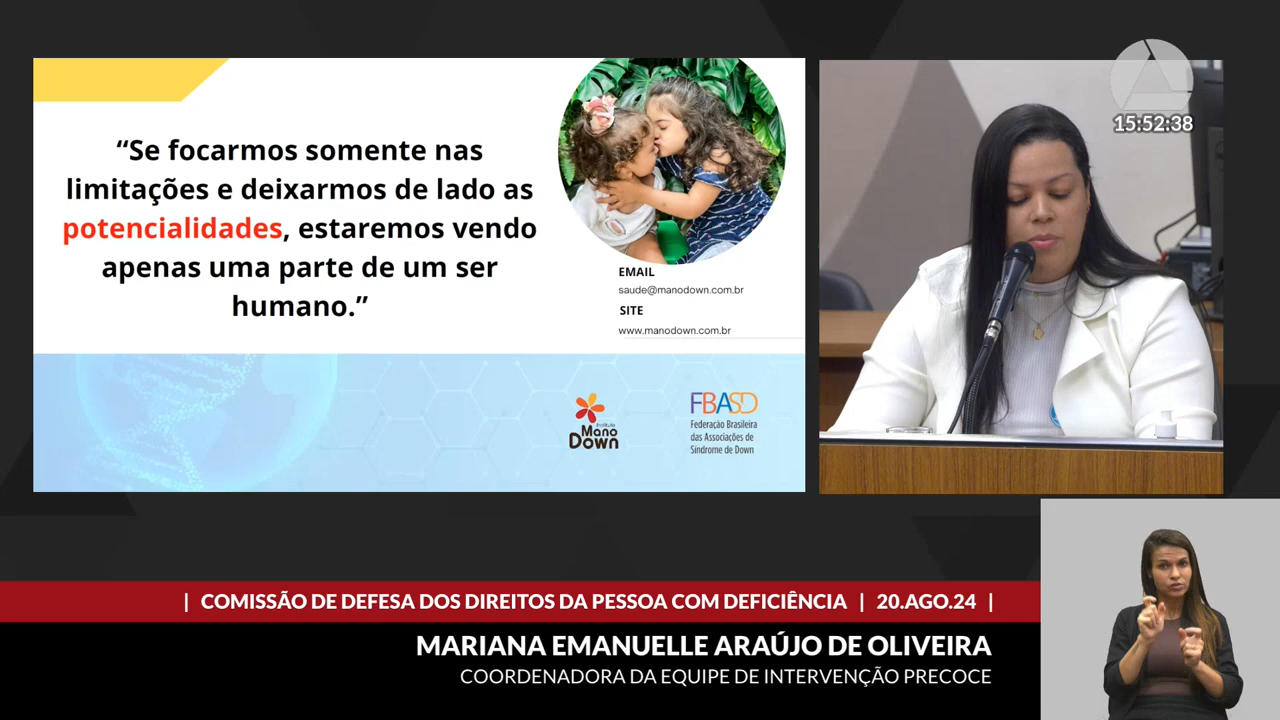 “Se focarmos somente nas
limitações e deixarmos de lado as
potencialidades, estaremos vendo
apenas uma parte de um ser
humano.”
EMAIL
saude@manodown.com.br
SITE
www.manodown.com.br
Instituto
Mano
Down
FBASD
Federação Brasileira
das Associações de
Síndrome de Down
15:52:38
| COMISSÃO DE DEFESA DOS DIREITOS DA PESSOA COM DEFICIÊNCIA | 20.AGO.24 |
MARIANA EMANUELLE ARAÚJO DE OLIVEIRA
COORDENADORA DA EQUIPE DE INTERVENÇÃO PRECOCE